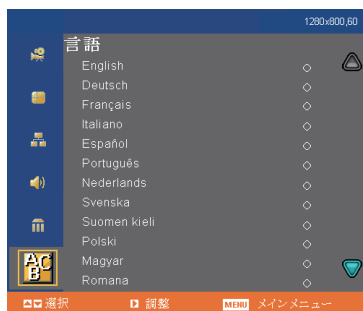 1280x800,60
言語
English
Deutsch
Français
Italiano
Español
Português
Nederlands
Svenska
Suomen kieli
Polski
Magyar
Romana
AC
B
選択 調整 MENU メインメニュー